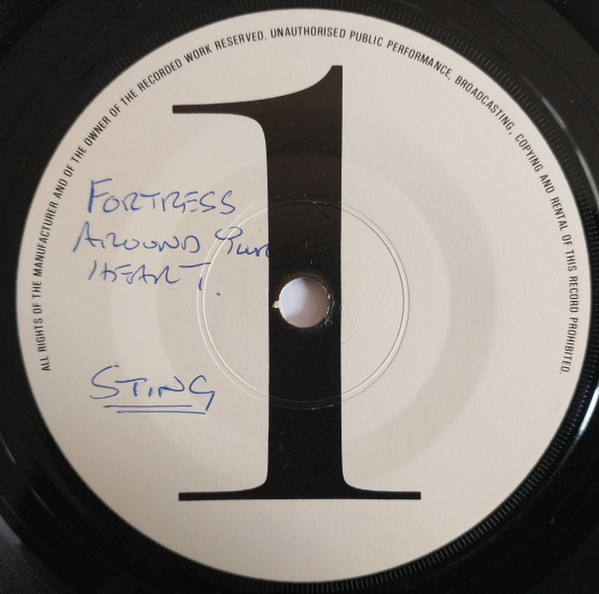 ALL RIGHTS OF THE MANUFACTURER AND OF THE OWNER OF THE RECORDED WORK RESERVED. UNAUTHORISED PUBLIC PERFORMANCE, BROADCASTING, COPYING AND RENTAL OF THIS RECORD PROHIBITED.
1
FORTRESS
AROUND YOUR
HEART.
STING